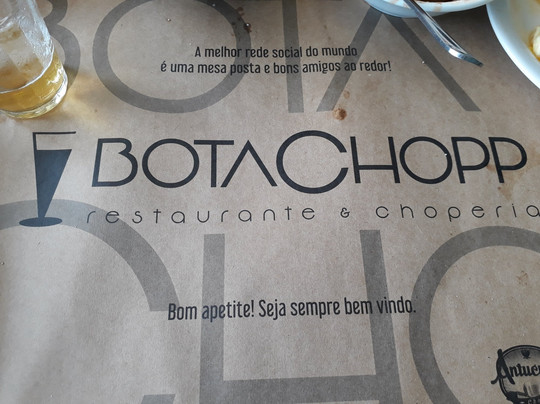 A melhor rede social do mundo
é uma mesa posta e bons amigos ao redor!
BOTACHOPP
restaurante & choperia
Bom apetite! Seja sempre bem vindo.